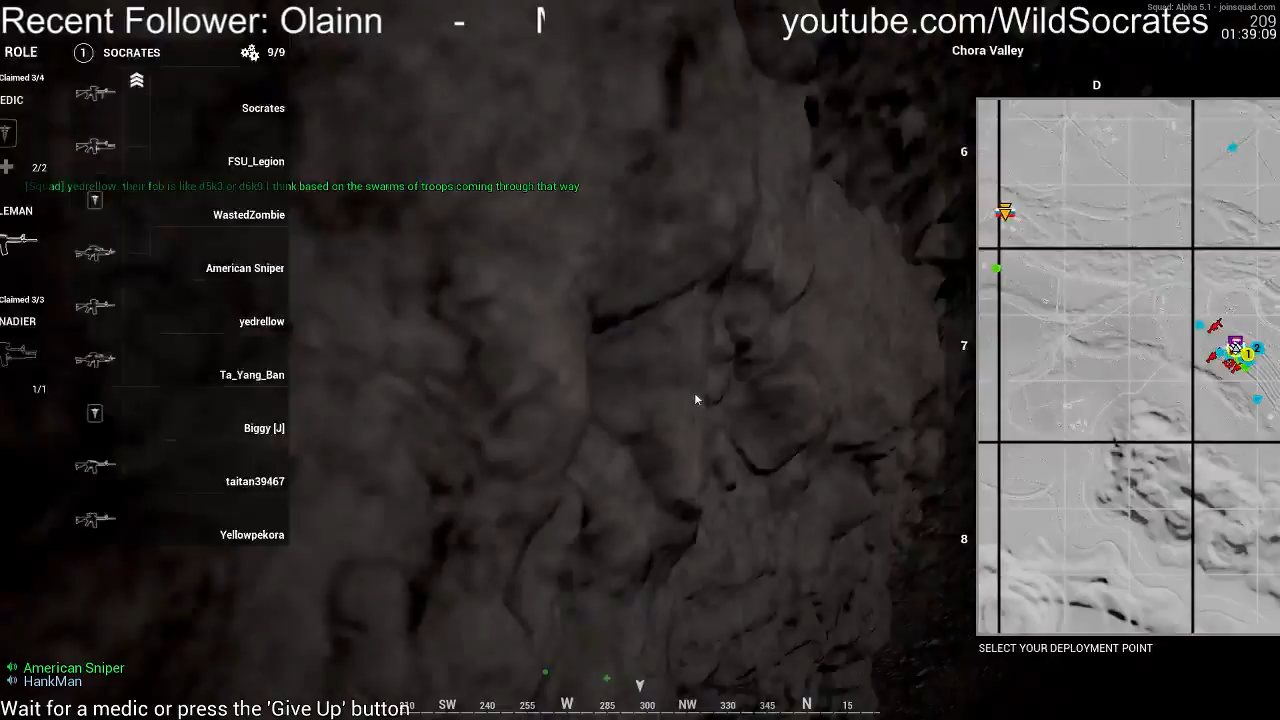 Recent Follower: Olainn -
youtube.com/WildSocrates
Squad: Alpha 5.1 - joinsquad.com
209
01:39:09
ROLE
1 SOCRATES 9/9
Chora Valley
Claimed 3/4
EDIC
2/2
LEMAN
Claimed 3/3
NADIER
1/1
Socrates
FSU_Legion
[Squad] yedrellow: their fob is like d5k3 or d6k9 I think based on the swarms of troops coming through that way
WastedZombie
American Sniper
yedrellow
Ta_Yang_Ban
Biggy [J]
taitan39467
Yellowpekora
D
6
7
8
1
2
SELECT YOUR DEPLOYMENT POINT
American Sniper
HankMan
Wait for a medic or press the 'Give Up' button
SW 240 255 W 285 300 NW 330 345 N 15